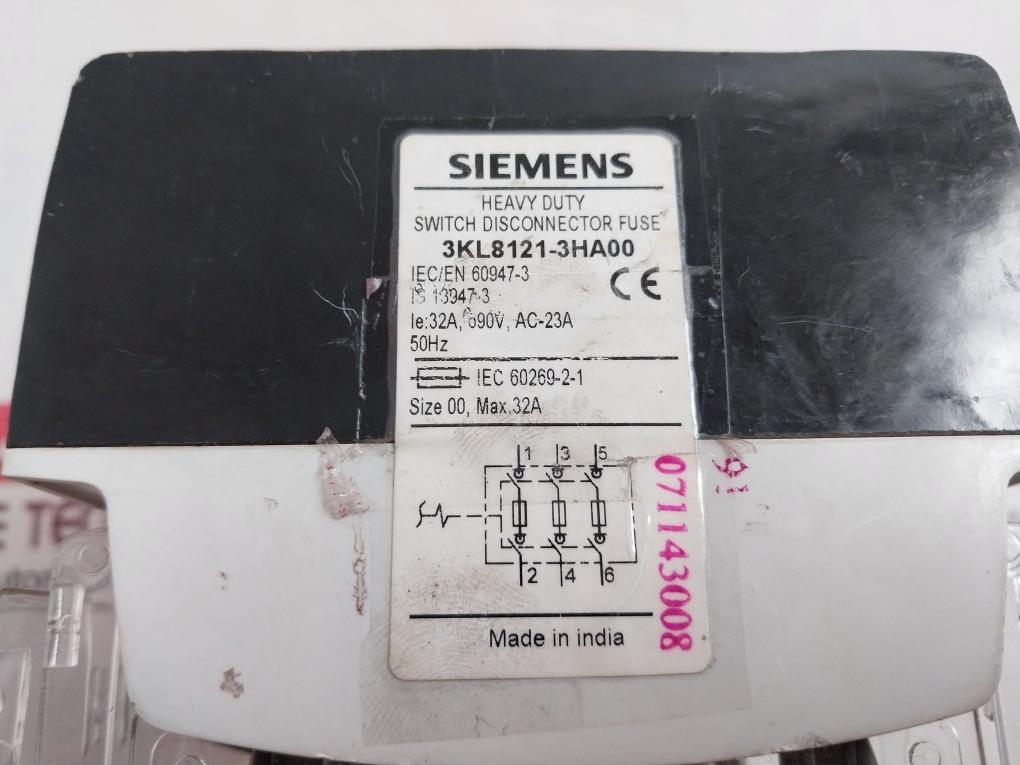 SIEMENS
HEAVY DUTY
SWITCH DISCONNECTOR FUSE
3KL8121-3HA00
IEC/EN 60947-3
CE
IS 13947-3
Ie:32A, 690V, AC-23A
50Hz
IEC 60269-2-1
Size 00, Max.32A
1 3 5
2 4 6
071143008
Made in india